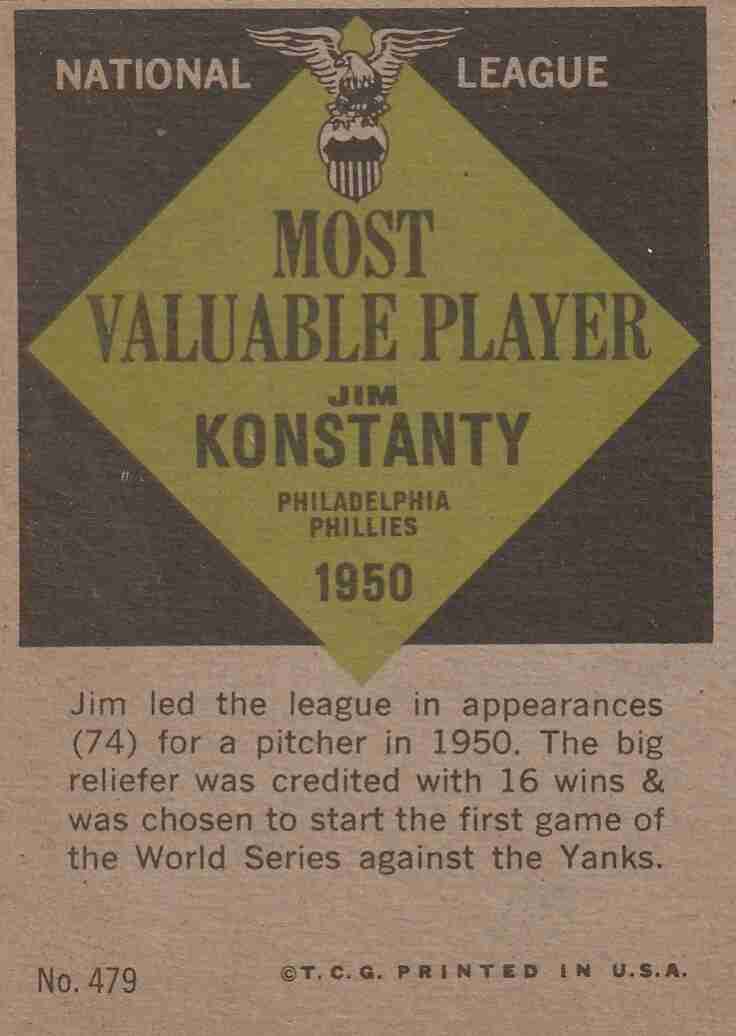 NATIONAL LEAGUE
MOST
VALUABLE PLAYER
JIM
KONSTANTY
PHILADELPHIA
PHILLIES
1950
Jim led the league in appearances
(74) for a pitcher in 1950. The big
reliefer was credited with 16 wins &
was chosen to start the first game of
the World Series against the Yanks.
No. 479
©T.C.G. PRINTED IN U.S.A.